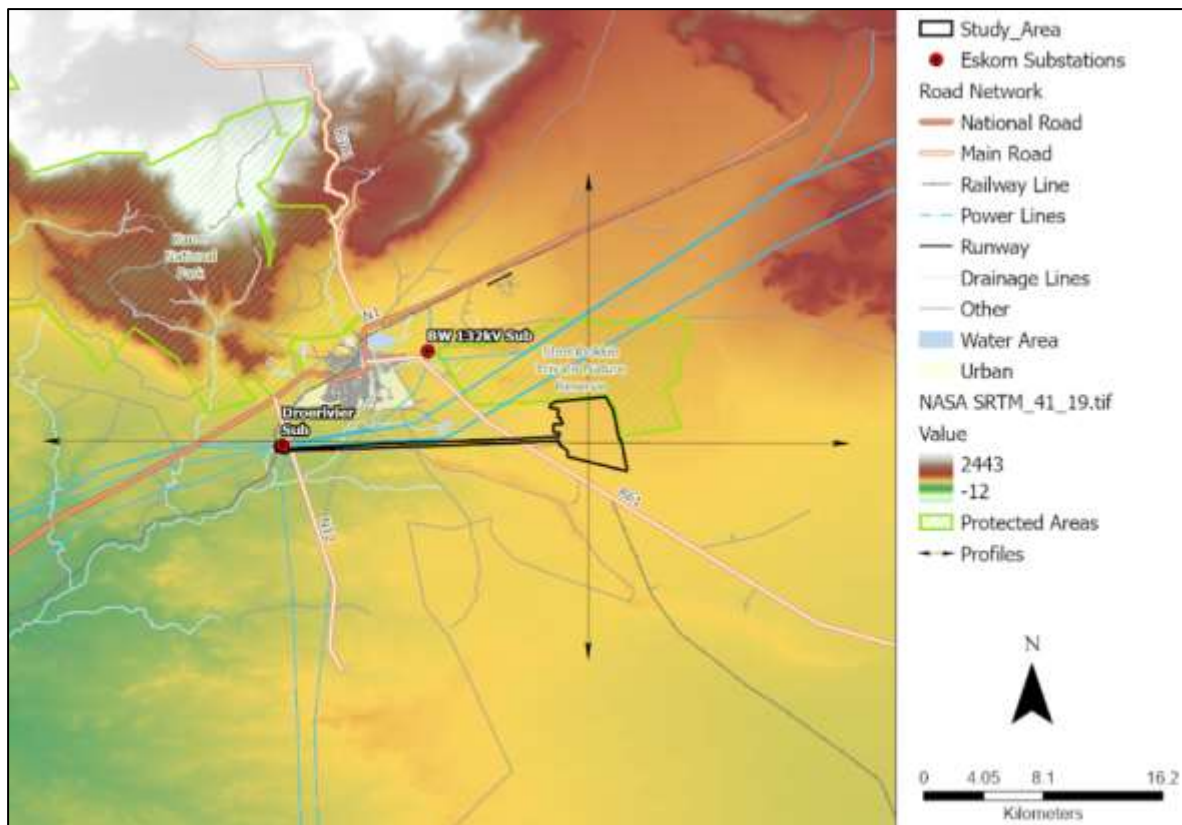 Karoo
National
Park
N1
BW 132kV Sub
Nature
Reserve
Droerivier
Sub
N12
R61
Study_Area
Eskom Substations
Road Network
National Road
Main Road
Railway Line
Power Lines
Runway
Drainage Lines
Other
Water Area
Urban
NASA SRTM_41_19.tif
Value
2443
-12
Protected Areas
Profiles
N
0 4.05 8.1 16.2
Kilometers